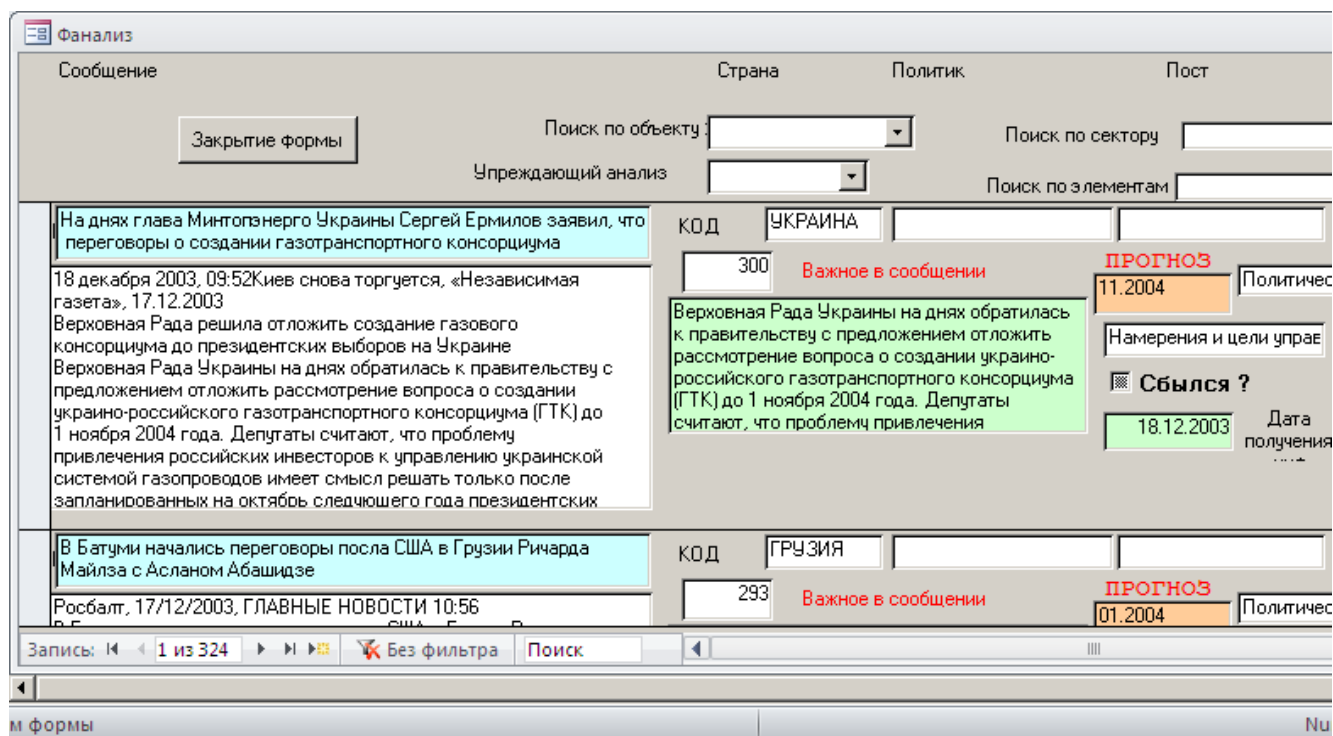 Фанализ
Сообщение Страна Политик Пост
Закрытие формы Поиск по объекту : Поиск по сектору
Упреждающий анализ Поиск по элементам
На днях глава Минтопэнерго Украины Сергей Ермилов заявил, что
переговоры о создании газотранспортного консорциума
КОД УКРАИНА
300 Важное в сообщении ПРОГНОЗ
11.2004 Политичес
18 декабря 2003, 09:52Киев снова торгуется, «Независимая
газета», 17.12.2003
Верховная Рада решила отложить создание газового
консорциума до президентских выборов на Украине
Верховная Рада Украины на днях обратилась к правительству с
предложением отложить рассмотрение вопроса о создании
украино-российского газотранспортного консорциума (ГТК) до
1 ноября 2004 года. Депутаты считают, что проблему
привлечения российских инвесторов к управлению украинской
системой газопроводов имеет смысл решать только после
запланированных на октябрь следующего года президентских
Верховная Рада Украины на днях обратилась
к правительству с предложением отложить
рассмотрение вопроса о создании украино-
российского газотранспортного консорциума
(ГТК) до 1 ноября 2004 года. Депутаты
считают, что проблему привлечения
Намерения и цели управ
Сбылся ?
18.12.2003 Дата
получения
В Батуми начались переговоры посла США в Грузии Ричарда
Майлза с Асланом Абашидзе
КОД ГРУЗИЯ
293 Важное в сообщении ПРОГНОЗ
01.2004 Политичес
Росбалт, 17/12/2003, ГЛАВНЫЕ НОВОСТИ 10:56
Запись: 1 из 324 Без фильтра Поиск
м формы Nu